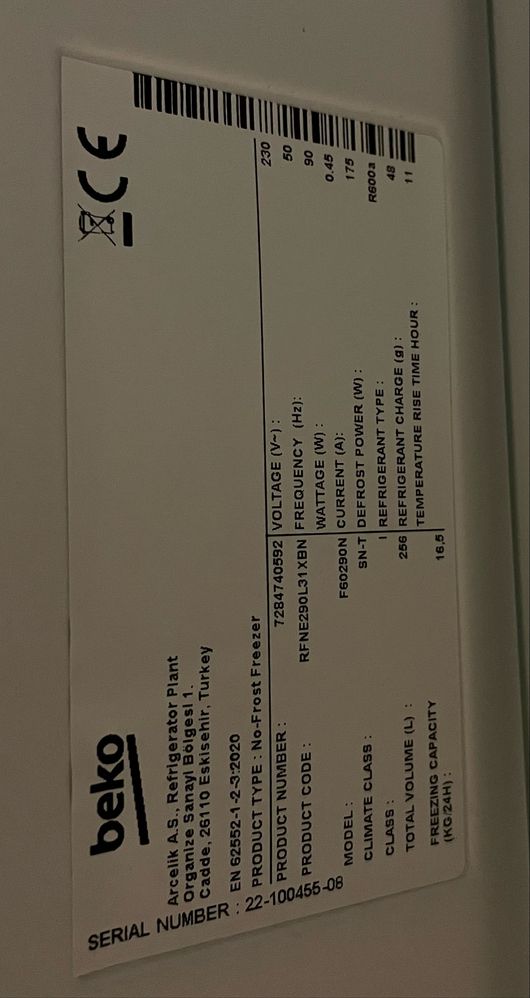 beko
Arcelik A.S., Refrigerator Plant
Organize Sanayl Bölgesl 1.
Cadde, 26110 Eskisehir, Turkey
EN 62552-1-2-3:2020
PRODUCT TYPE : No-Frost Freezer
PRODUCT NUMBER : 7284740592
PRODUCT CODE : RFNE290L31XBN
MODEL : F60290N
CLIMATE CLASS : SN-T
CLASS : I
TOTAL VOLUME (L) : 256
FREEZING CAPACITY 16,5
(KG/24H) :
VOLTAGE (V~) : 230
FREQUENCY (Hz): 50
WATTAGE (W) : 90
CURRENT (A): 0.45
DEFROST POWER (W) : 175
REFRIGERANT TYPE : R600a
REFRIGERANT CHARGE (g) : 48
TEMPERATURE RISE TIME HOUR : 11
SERIAL NUMBER : 22-100455-08
CE